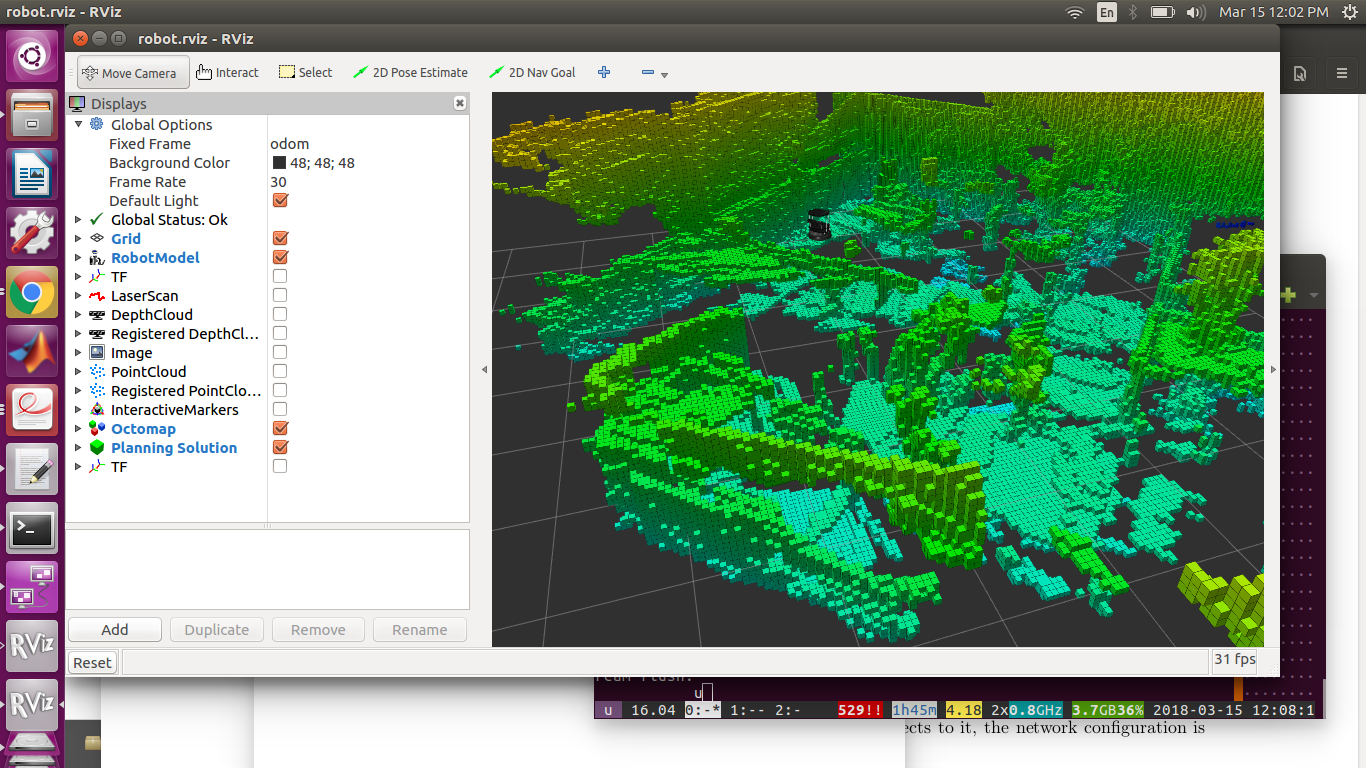 robot.rviz - RViz
En
Mar 15 12:02 PM
robot.rviz - RViz
Move Camera
Interact
Select
2D Pose Estimate
2D Nav Goal
Displays
Global Options
Fixed Frame odom
Background Color 48; 48; 48
Frame Rate 30
Default Light
Global Status: Ok
Grid
RobotModel
TF
LaserScan
DepthCloud
Registered DepthCl...
Image
PointCloud
Registered PointClo...
InteractiveMarkers
Octomap
Planning Solution
TF
Add Duplicate Remove Rename
Reset
31 fps
RViz
RViz
u
u 16.04 0:-* 1:-- 2:- 529!! 1h45m 4.18 2x0.8GHz 3.7GB36% 2018-03-15 12:08:1
ects to it, the network configuration is